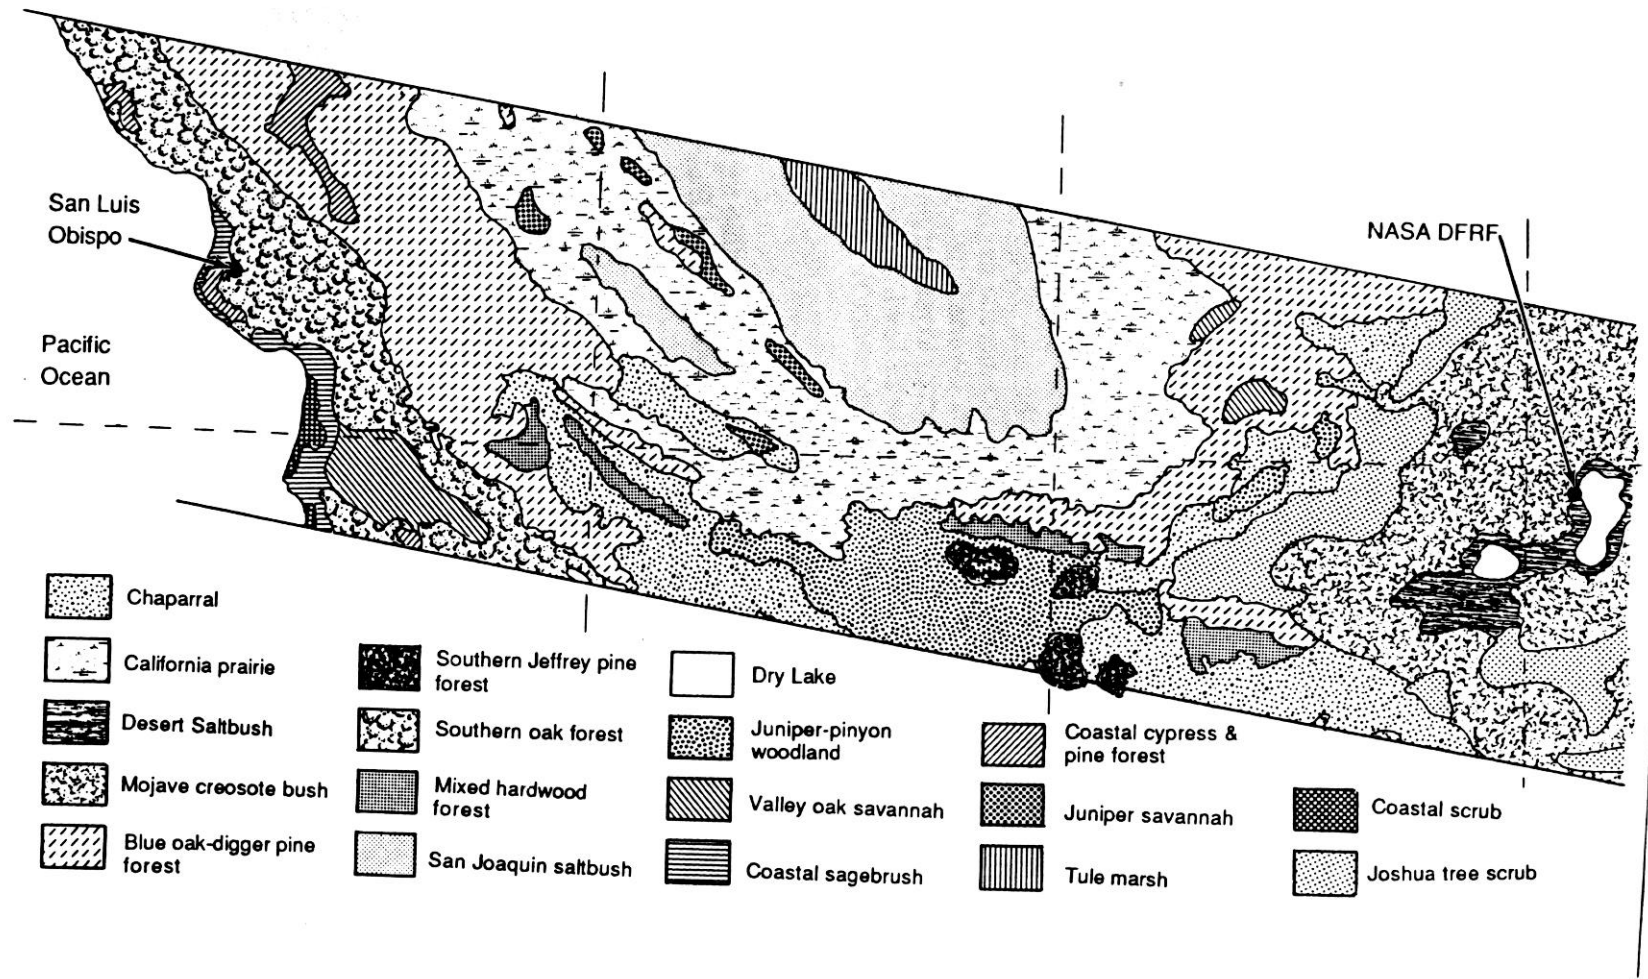 San Luis
Obispo
NASA DFRF
Pacific
Ocean
Chaparral
California prairie
Desert Saltbush
Mojave creosote bush
Blue oak-digger pine
forest
Southern Jeffrey pine
forest
Southern oak forest
Mixed hardwood
forest
San Joaquin saltbush
Dry Lake
Juniper-pinyon
woodland
Valley oak savannah
Coastal sagebrush
Coastal cypress &
pine forest
Juniper savannah
Tule marsh
Coastal scrub
Joshua tree scrub